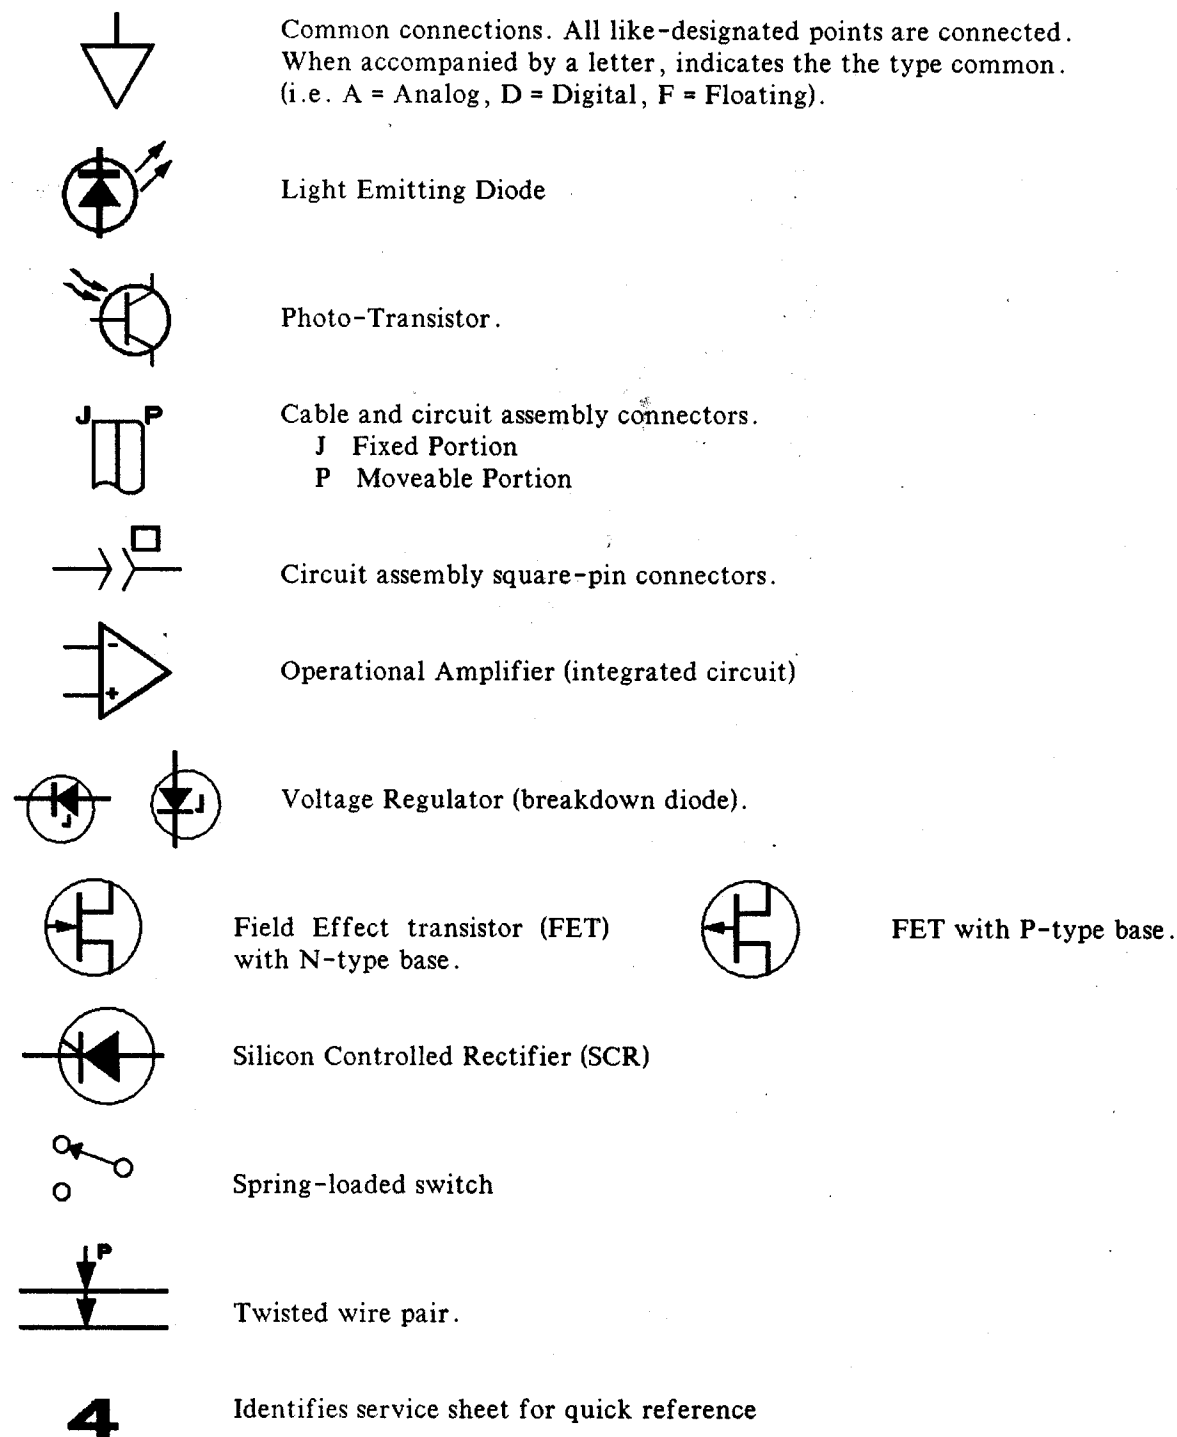 Common connections. All like-designated points are connected.
When accompanied by a letter, indicates the the type common.
(i.e. A = Analog, D = Digital, F = Floating).
Light Emitting Diode
Photo-Transistor.
J P
Cable and circuit assembly connectors.
J Fixed Portion
P Moveable Portion
Circuit assembly square-pin connectors.
-
+
Operational Amplifier (integrated circuit)
J J
Voltage Regulator (breakdown diode).
Field Effect transistor (FET)
with N-type base.
FET with P-type base.
Silicon Controlled Rectifier (SCR)
Spring-loaded switch
P
Twisted wire pair.
4
Identifies service sheet for quick reference